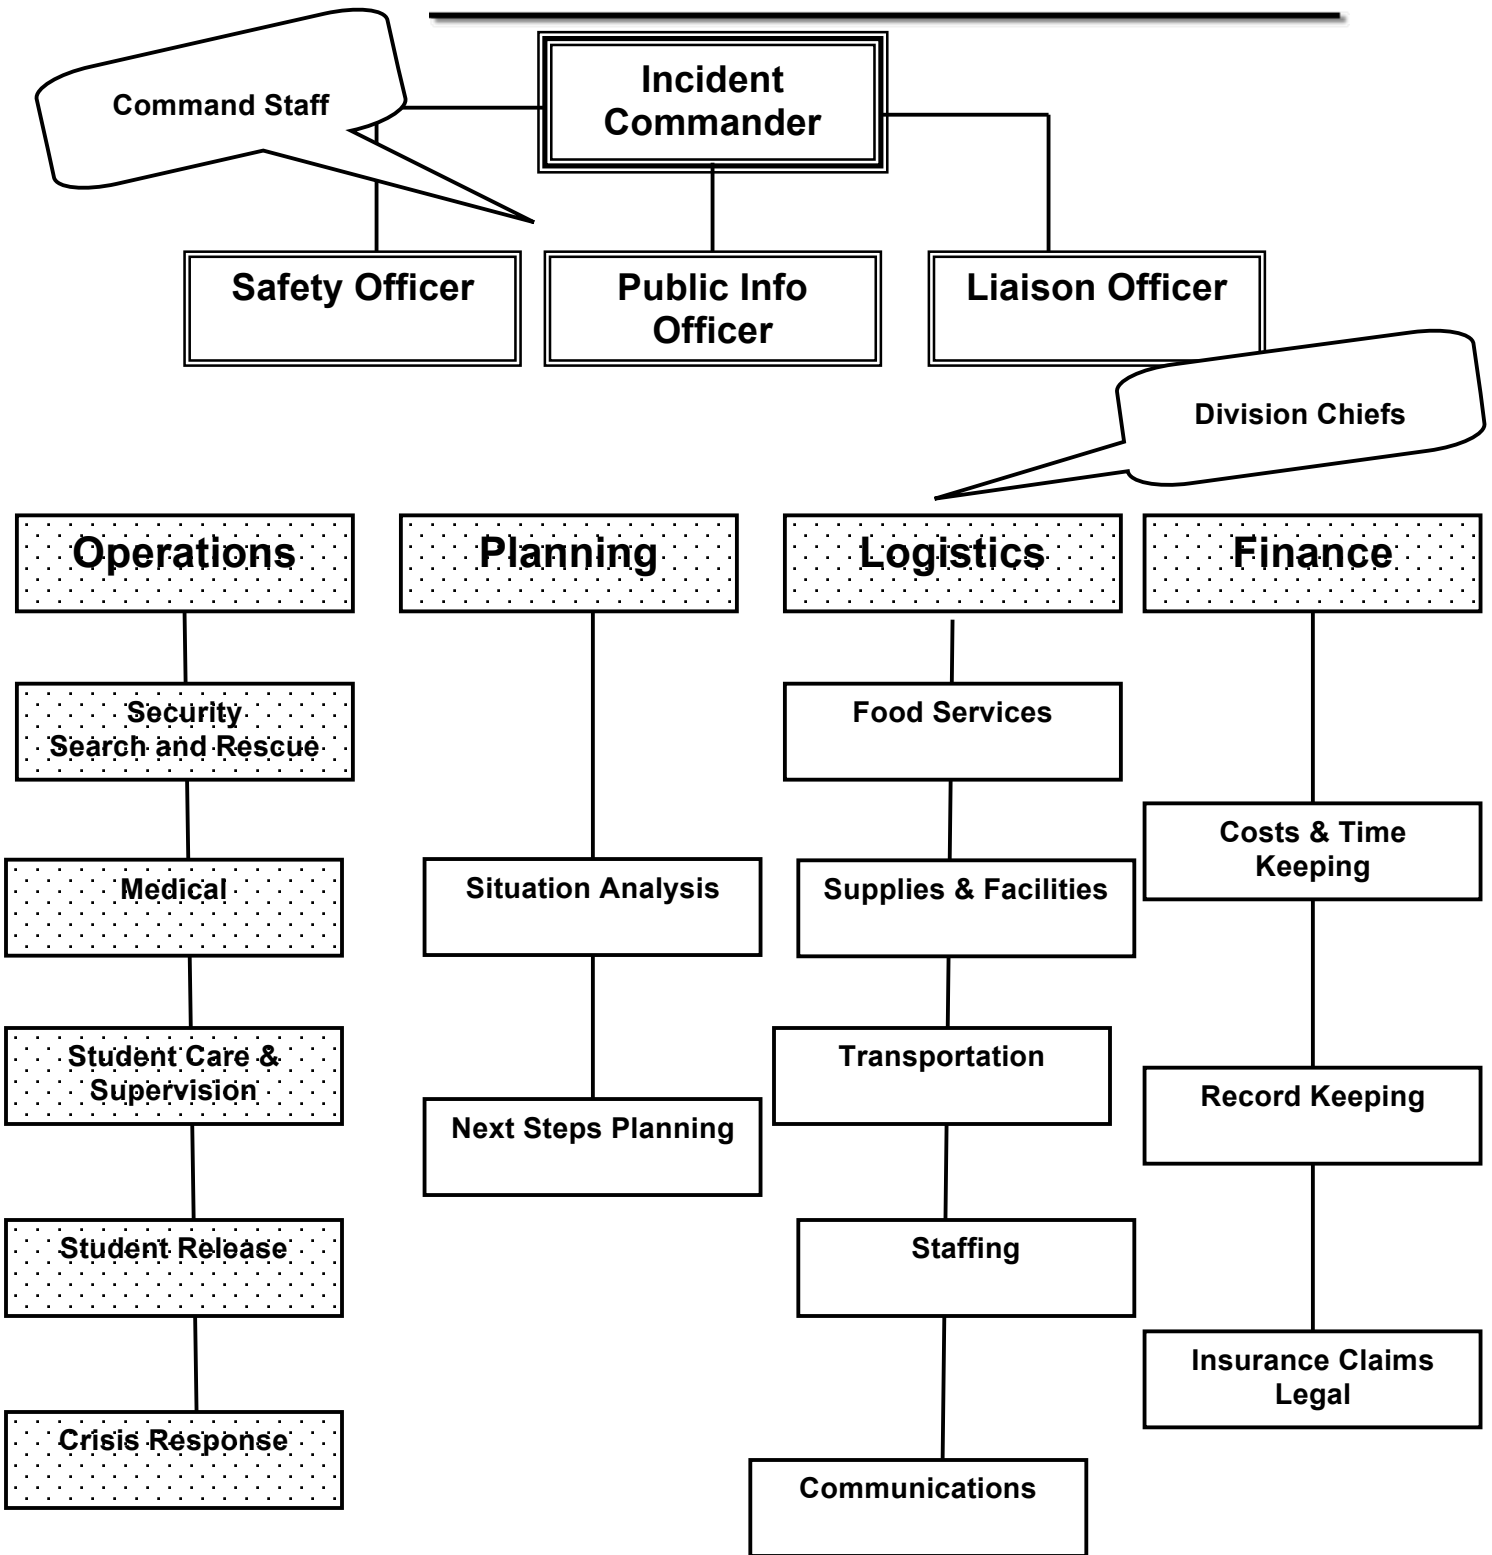 Incident
Commander
Command Staff
Safety Officer
Public Info
Officer
Liaison Officer
Division Chiefs
Operations
Planning
Logistics
Finance
Security
Search and Rescue
Food Services
Costs & Time
Keeping
Medical
Situation Analysis
Supplies & Facilities
Student Care &
Supervision
Transportation
Record Keeping
Next Steps Planning
Student Release
Staffing
Insurance Claims
Legal
Crisis Response
Communications